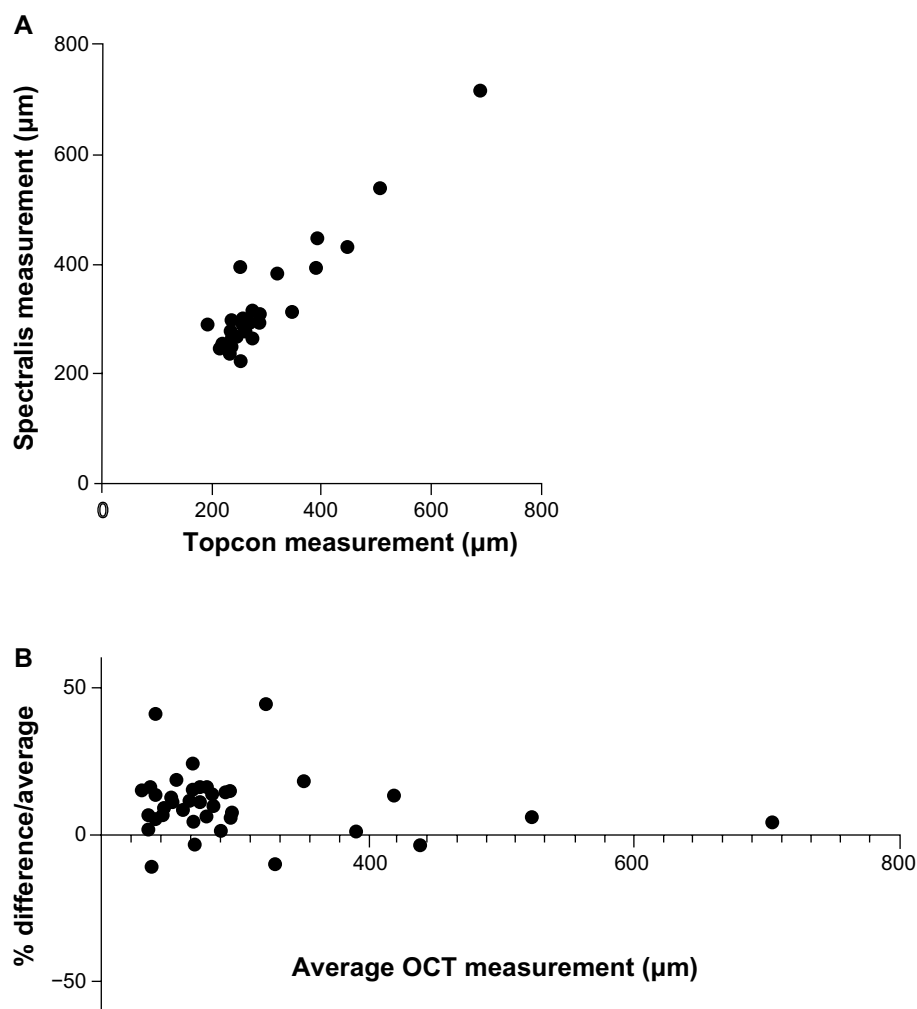 A
800
600
400
200
0
Spectralis measurement (µm)
0 200 400 600 800
Topcon measurement (µm)
B
50
0
−50
% difference/average
400 600 800
Average OCT measurement (µm)